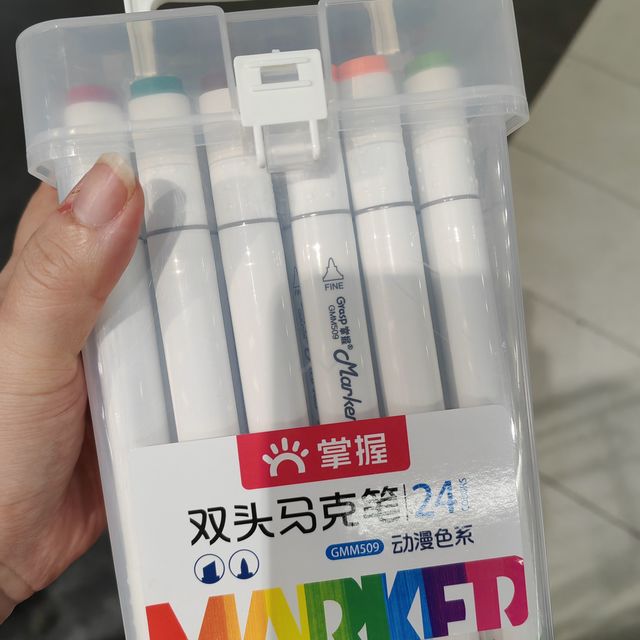 FINE
Grasp 掌握® Marker
GMM509
掌握
双头马克笔 24 COLORS
GMM509 动漫色系
MARKER